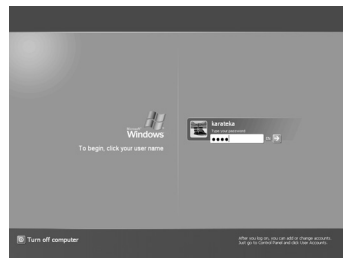 Microsoft
Windows
To begin, click your user name
karateka
Type your password
EN
Turn off computer
After you log on, you can add or change accounts.
Just go to Control Panel and click User Accounts.